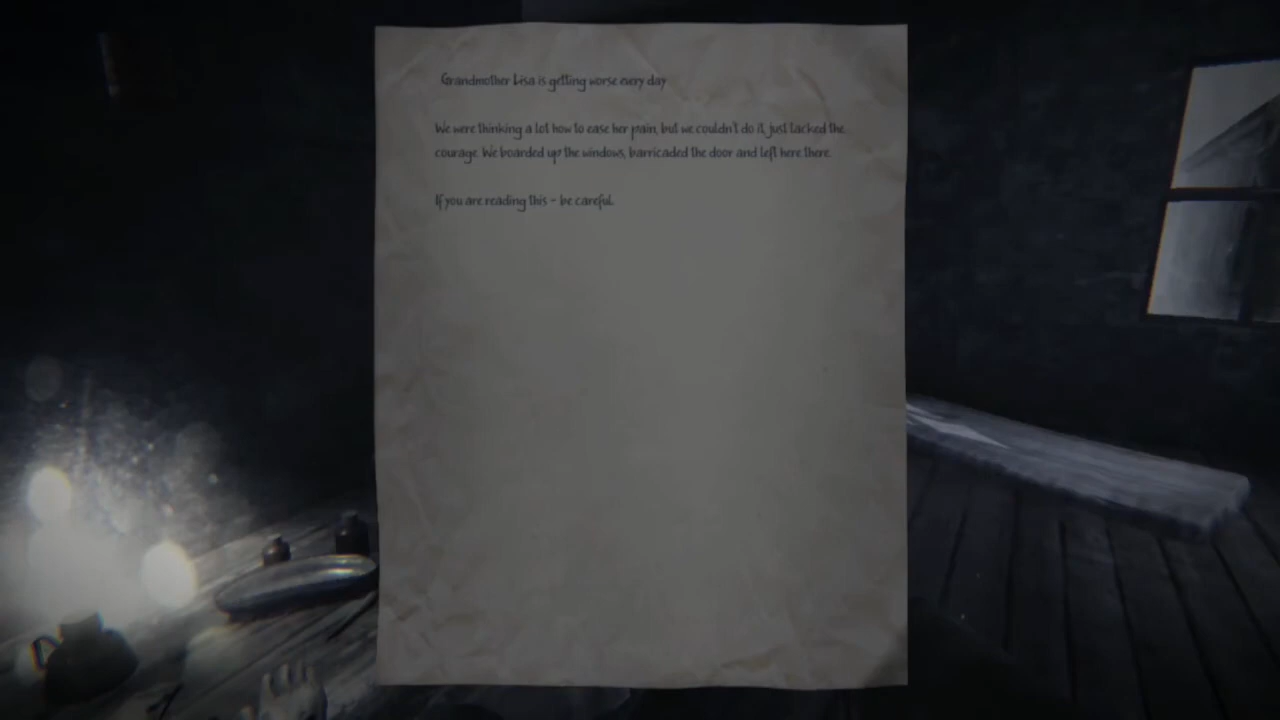 Grandmother Lisa is getting worse every day
We were thinking a lot how to ease her pain, but we couldn't do it, just lacked the
courage. We boarded up the windows, barricaded the door and left here there.
If you are reading this - be careful.